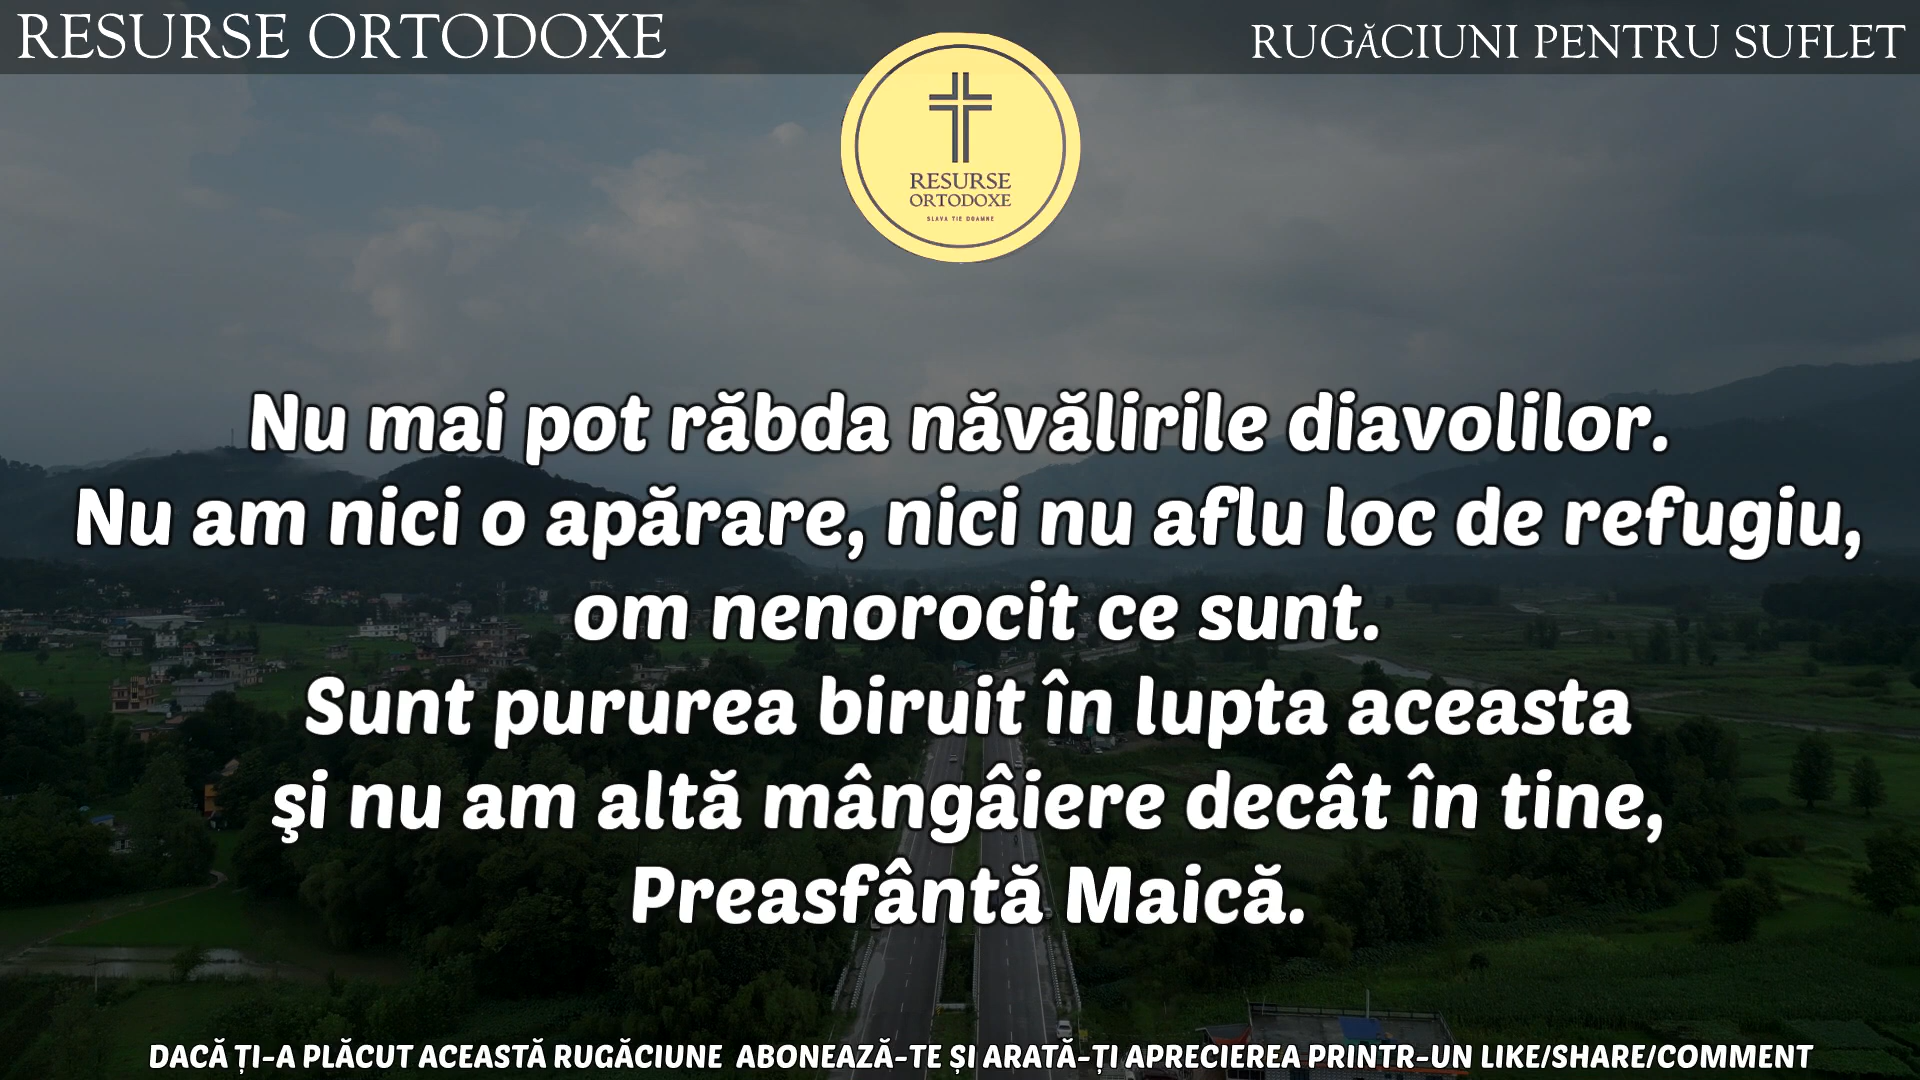 RESURSE ORTODOXE
RUGĂCIUNI PENTRU SUFLET
RESURSE
ORTODOXE
SLAVA TIE DOAMNE
Nu mai pot răbda năvălirile diavolilor.
Nu am nici o apărare, nici nu aflu loc de refugiu,
om nenorocit ce sunt.
Sunt pururea biruit în lupta aceasta
şi nu am altă mângâiere decât în tine,
Preasfântă Maică.
DACĂ ȚI-A PLĂCUT ACEASTĂ RUGĂCIUNE ABONEAZĂ-TE ȘI ARATĂ-ȚI APRECIEREA PRINTR-UN LIKE/SHARE/COMMENT